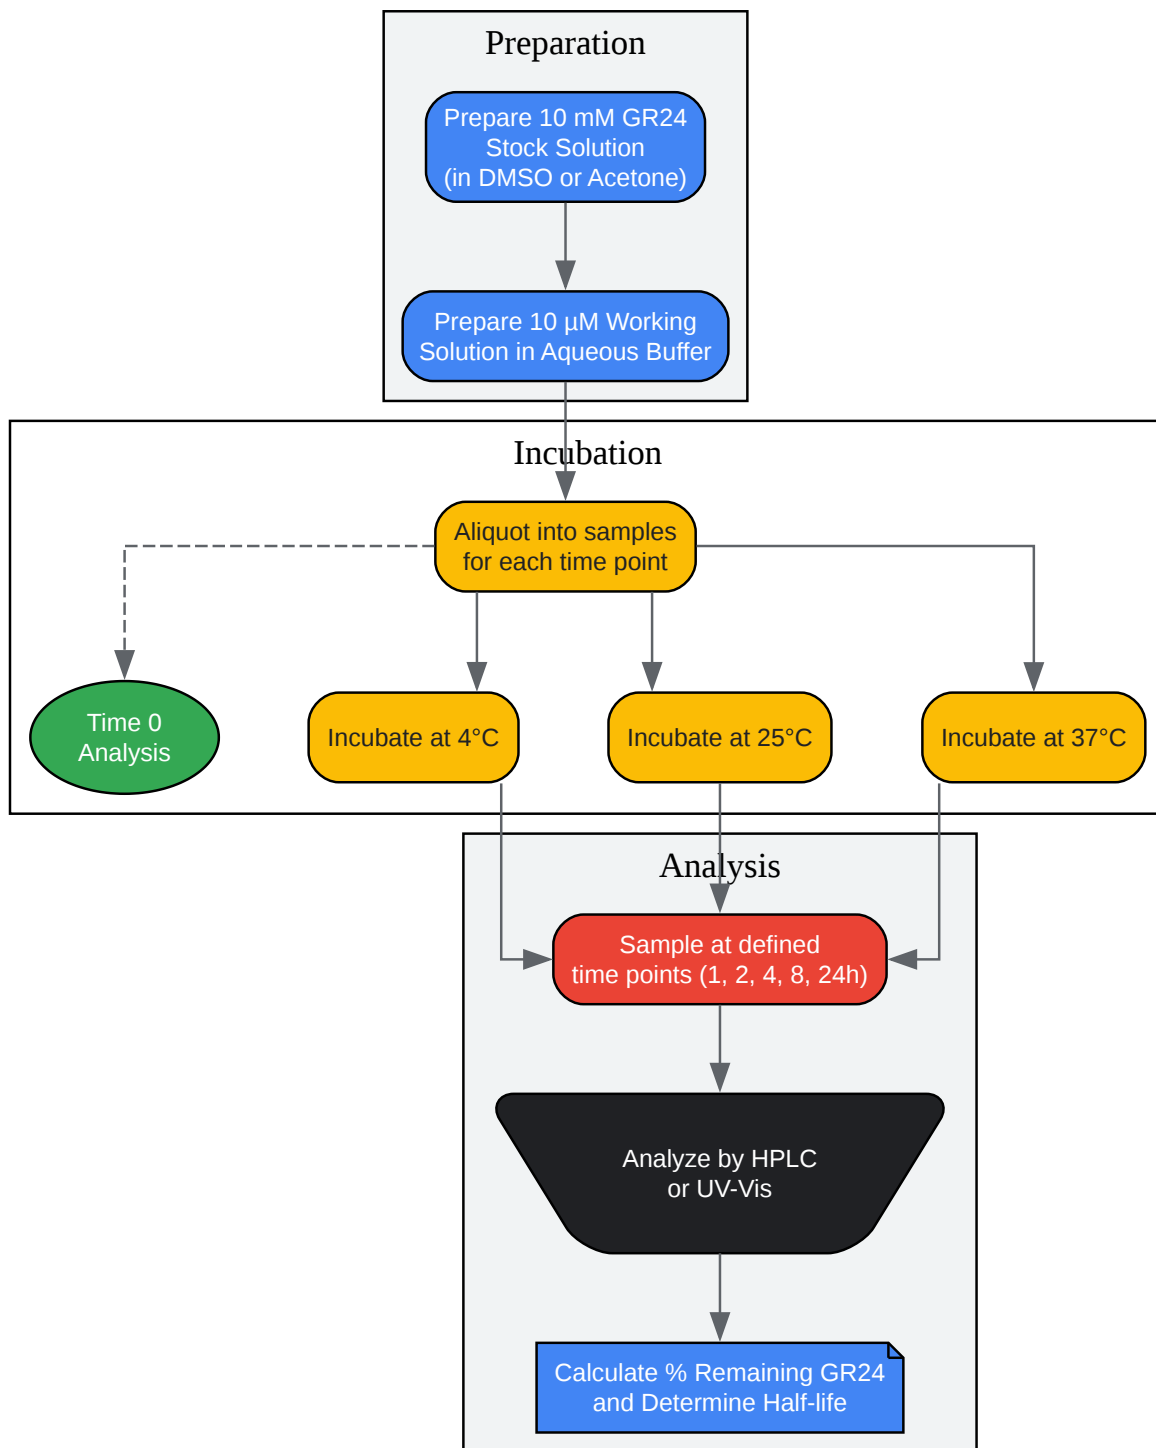 Preparation
Prepare 10 mM GR24
Stock Solution
(in DMSO or Acetone)
Prepare 10 µM Working
Solution in Aqueous Buffer
Incubation
Aliquot into samples
for each time point
Time 0
Analysis
Incubate at 4°C
Incubate at 25°C
Incubate at 37°C
Analysis
Sample at defined
time points (1, 2, 4, 8, 24h)
Analyze by HPLC
or UV-Vis
Calculate % Remaining GR24
and Determine Half-life